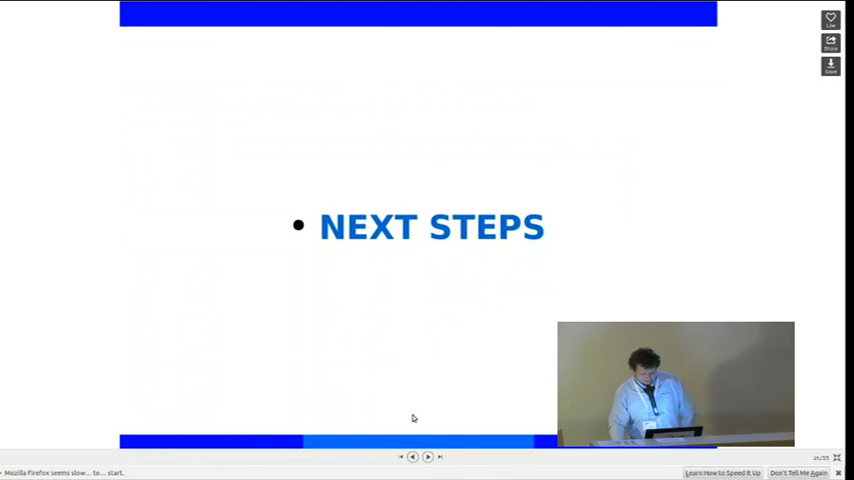 Like
Share
Save
• NEXT STEPS
Mozilla Firefox seems slow... to... start.
Learn How to Speed It Up
Don't Tell Me Again